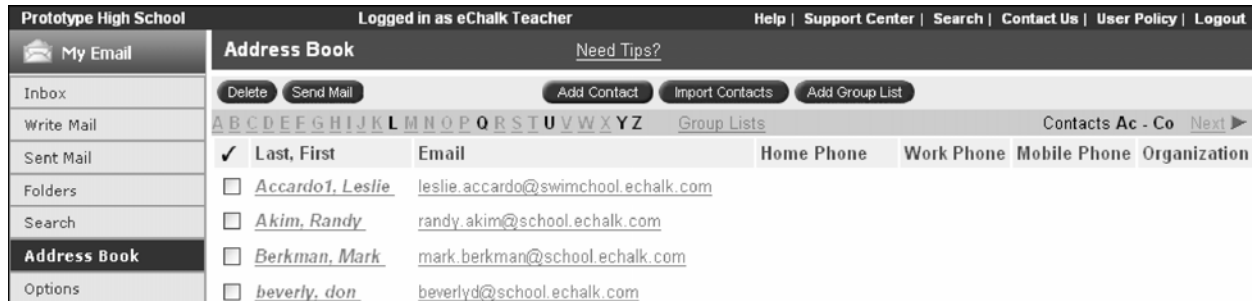 Prototype High School Logged in as eChalk Teacher Help | Support Center | Search | Contact Us | User Policy | Logout
My Email
Address Book Need Tips?
Inbox
Write Mail
Sent Mail
Folders
Search
Address Book
Options
Delete Send Mail Add Contact Import Contacts Add Group List
A B C D E F G H I J K L M N O P Q R S T U V W X Y Z Group Lists Contacts Ac - Co Next
Last, First Email Home Phone Work Phone Mobile Phone Organization
Accardo1, Leslie leslie.accardo@swimchool.echalk.com
Akim, Randy randy.akim@school.echalk.com
Berkman, Mark mark.berkman@school.echalk.com
beverly, don beverlyd@school.echalk.com